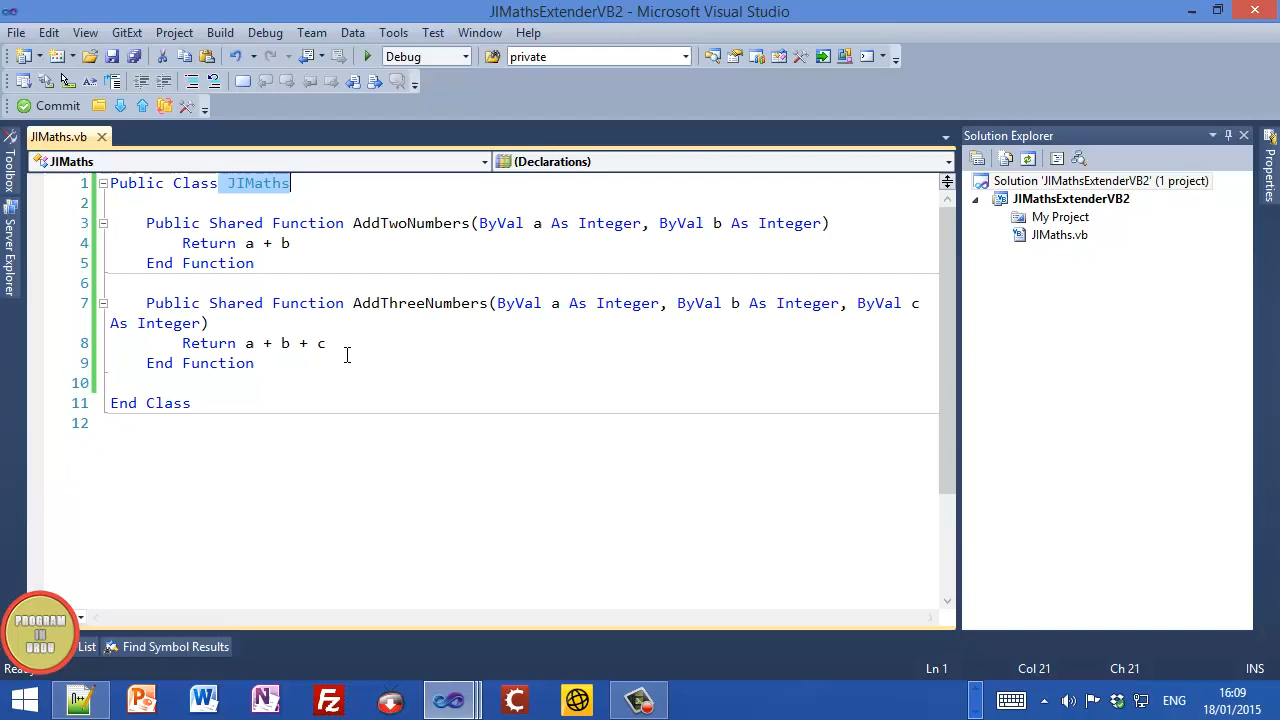 JIMathsExtenderVB2 - Microsoft Visual Studio
File Edit View GitExt Project Build Debug Team Data Tools Test Window Help
Debug private
Commit
JIMaths.vb
Solution Explorer
JIMaths (Declarations)
Toolbox
Server Explorer
Properties
1 Public Class JIMaths
2
3 Public Shared Function AddTwoNumbers(ByVal a As Integer, ByVal b As Integer)
4 Return a + b
5 End Function
6
7 Public Shared Function AddThreeNumbers(ByVal a As Integer, ByVal b As Integer, ByVal c
As Integer)
8 Return a + b + c
9 End Function
10
11 End Class
12
Solution 'JIMathsExtenderVB2' (1 project)
JIMathsExtenderVB2
My Project
JIMaths.vb
PROGRAM
IN
URDU
List Find Symbol Results
Ln 1 Col 21 Ch 21 INS
ENG
16:09
18/01/2015